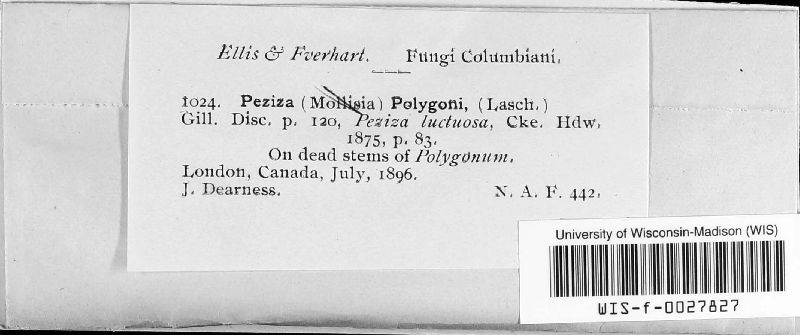 Ellis & Everhart. Fungi Columbiani.
1024. Peziza (Mollisia) Polygoni, (Lasch.)
Gill. Disc. p. 120, Peziza luctuosa, Cke. Hdw.
1875, p. 83.
On dead stems of Polygonum.
London, Canada, July, 1896.
J. Dearness. N. A. F. 442.
University of Wisconsin-Madison (WIS)
WIS-f-0027827